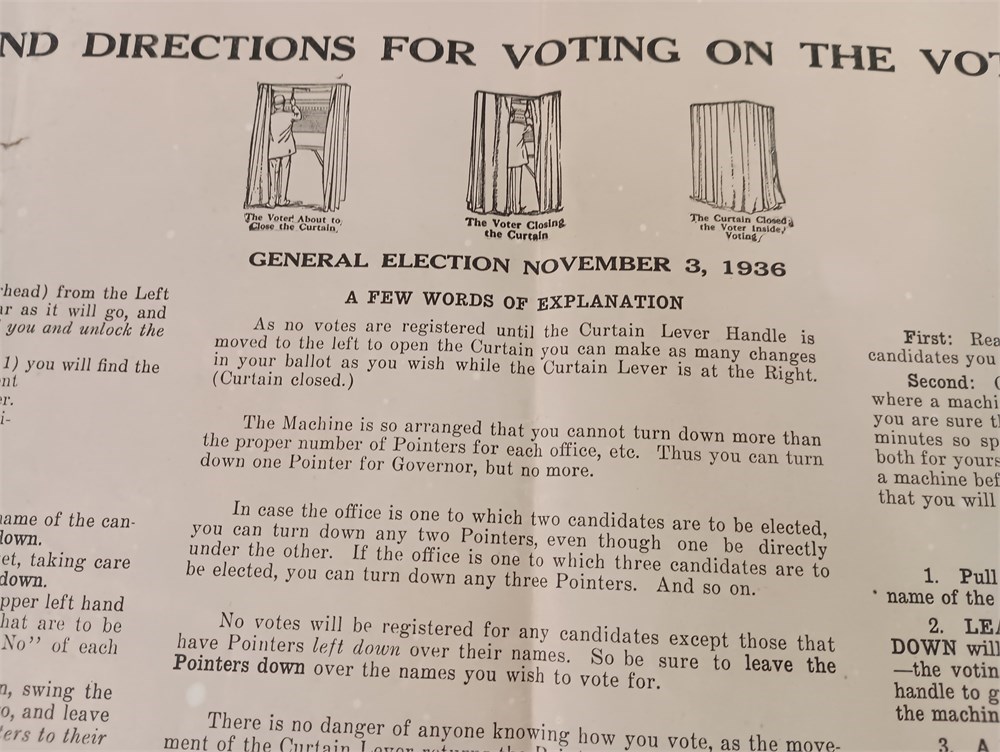 ND DIRECTIONS FOR VOTING ON THE VOT
The Voter About to
Close the Curtain.
The Voter Closing
the Curtain
The Curtain Closed
the Voter Inside,
Voting
GENERAL ELECTION NOVEMBER 3, 1936
A FEW WORDS OF EXPLANATION
As no votes are registered until the Curtain Lever Handle is
moved to the left to open the Curtain you can make as many changes
in your ballot as you wish while the Curtain Lever is at the Right.
(Curtain closed.)
The Machine is so arranged that you cannot turn down more than
the proper number of Pointers for each office, etc. Thus you can turn
down one Pointer for Governor, but no more.
In case the office is one to which two candidates are to be elected,
you can turn down any two Pointers, even though one be directly
under the other. If the office is one to which three candidates are to
be elected, you can turn down any three Pointers. And so on.
No votes will be registered for any candidates except those that
have Pointers left down over their names. So be sure to leave the
Pointers down over the names you wish to vote for.
There is no danger of anyone knowing how you vote, as the move-
ment of the Curtain Lever returns the
rhead) from the Left
ar as it will go, and
you and unlock the
1) you will find the
nt
er.
i-
name of the can-
down.
et, taking care
down.
pper left hand
hat are to be
No” of each
n, swing the
o, and leave
ters to their
First: Rea
candidates you
Second:
where a machi
you are sure t
minutes so sp
both for yours
a machine bef
that you will
1. Pull
name of the
2. LEA
DOWN will
—the votin
handle to g
the machin
3. A